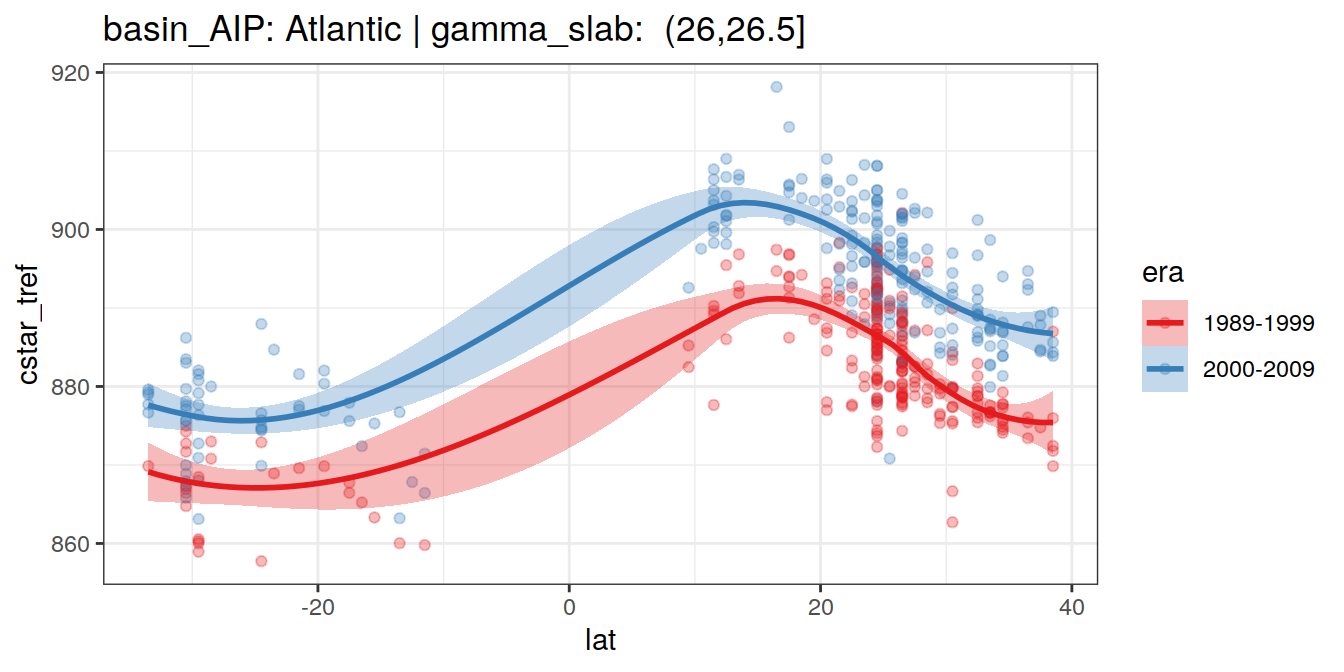 basin_AIP: Atlantic | gamma_slab:  (26,26.5]
920
900
880
860
cstar_tref
-20
0
20
40
lat
era
1989-1999
2000-2009